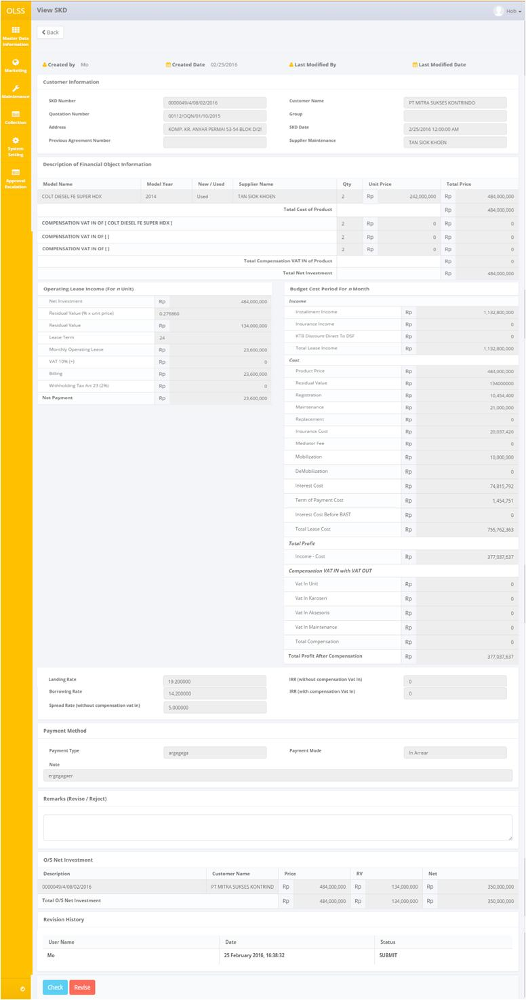 OLSS
View SKD
Hob
Back
Master Data Information
Marketing
Maintenance
Collection
System Setting
Approval Escalation
Created by Mo Created Date 02/25/2016 Last Modified By Last Modified Date
Customer Information
SKD Number 0000049/4/08/02/2016 Customer Name PT MITRA SUKSES KONTRINDO
Quotation Number 00112/OQN/01/10/2015 Group
Address KOMP. KR. ANYAR PERMAI 53-54 BLOK D/2! SKD Date 2/25/2016 12:00:00 AM
Previous Agreement Number Supplier Maintenance TAN SIOK KHOEN
Description of Financial Object Information
Model Name Model Year New / Used Supplier Name Qty Unit Price Total Price
COLT DIESEL FE SUPER HDX 2014 Used TAN SIOK KHOEN 2 Rp 242,000,000 Rp 484,000,000
Total Cost of Product Rp 484,000,000
COMPENSATION VAT IN OF [ COLT DIESEL FE SUPER HDX ] 2 Rp 0 Rp 0
COMPENSATION VAT IN OF [ ] 2 Rp 0 Rp 0
COMPENSATION VAT IN OF [ ] 2 Rp 0 Rp 0
Total Compensation VAT IN of Product Rp 0
Total Net Investment Rp 484,000,000
Operating Lease Income (For n Unit)
Net Investment Rp 484,000,000
Residual Value (% x unit price) 0.276860
Residual Value Rp 134,000,000
Lease Term 24
Monthly Operating Lease Rp 23,600,000
VAT 10% (+) Rp 0
Billing Rp 23,600,000
Withholding Tax Art 23 (2%) Rp 0
Net Payment Rp 23,600,000
Budget Cost Period For n Month
Income
Installment Income Rp 1,132,800,000
Insurance Income Rp 0
KTB Discount Direct To DSF Rp 0
Total Lease Income Rp 1,132,800,000
Cost
Product Price Rp 484,000,000
Residual Value Rp 134000000
Registration Rp 10,454,400
Maintenance Rp 21,000,000
Replacement Rp 0
Insurance Cost Rp 20,037,420
Mediator Fee Rp 0
Mobilization Rp 10,000,000
DeMobilization Rp 0
Interest Cost Rp 74,815,792
Term of Payment Cost Rp 1,454,751
Interest Cost Before BAST Rp 0
Total Lease Cost Rp 755,762,363
Total Profit
Income - Cost Rp 377,037,637
Compensation VAT IN with VAT OUT
Vat In Unit Rp 0
Vat In Karosen Rp 0
Vat In Aksesoris Rp 0
Vat In Maintenance Rp 0
Total Compensation Rp 0
Total Profit After Compensation Rp 377,037,637
Landing Rate 19.200000 IRR (without compensation Vat In) 0
Borrowing Rate 14.200000 IRR (with compensation Vat In) 0
Spread Rate (without compensation vat in) 5.000000
Payment Method
Payment Type argegega Payment Mode In Arrear
Note
ergegagaer
Remarks (Revise / Reject)
O/S Net Investment
Description Customer Name Price RV Net
0000049/4/08/02/2016 PT MITRA SUKSES KONTRIND Rp 484,000,000 Rp 134,000,000 Rp 350,000,000
Total O/S Net Investment Rp 484,000,000 Rp 134,000,000 Rp 350,000,000
Revision History
User Name Date Status
Mo 25 February 2016, 16:38:32 SUBMIT
Check Revise